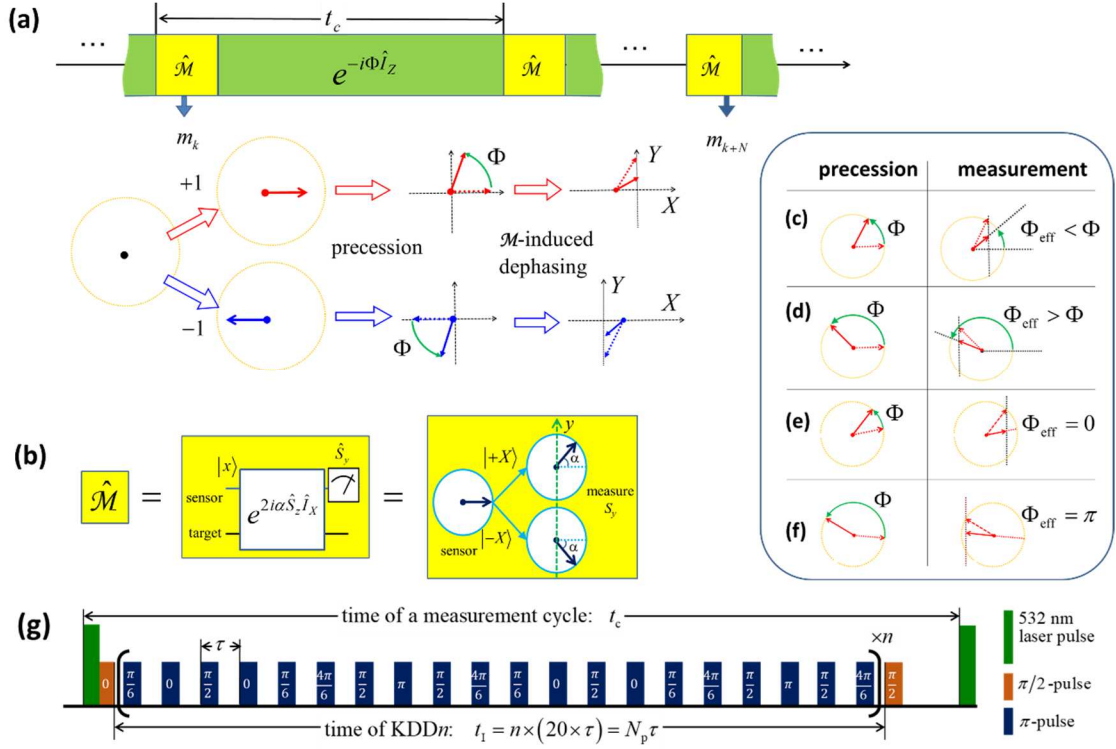 (a)
t_c
... M̂ e^{-iΦÎ_Z} M̂ ... M̂ ...
m_k
m_{k+N}
+1
Φ
Y
X
precession
M-induced dephasing
−1
Φ
Y
X
precession measurement
(c) Φ Φ_eff < Φ
(d) Φ Φ_eff > Φ
(e) Φ Φ_eff = 0
(f) Φ Φ_eff = π
(b)
M̂ = |x⟩ sensor target e^{2iαŜ_zÎ_X} Ŝ_y =
sensor |+X⟩ |−X⟩ y α α measure S_y
(g)
time of a measurement cycle: t_c
τ
×n
0 π/6 0 π/2 0 π/6 4π/6 π/2 π π/2 4π/6 π/6 0 π/2 0 π/6 4π/6 π/2 π π/2 4π/6 π/2
time of KDDn: t_1 = n×(20×τ) = N_pτ
532 nm
laser pulse
π/2-pulse
π-pulse